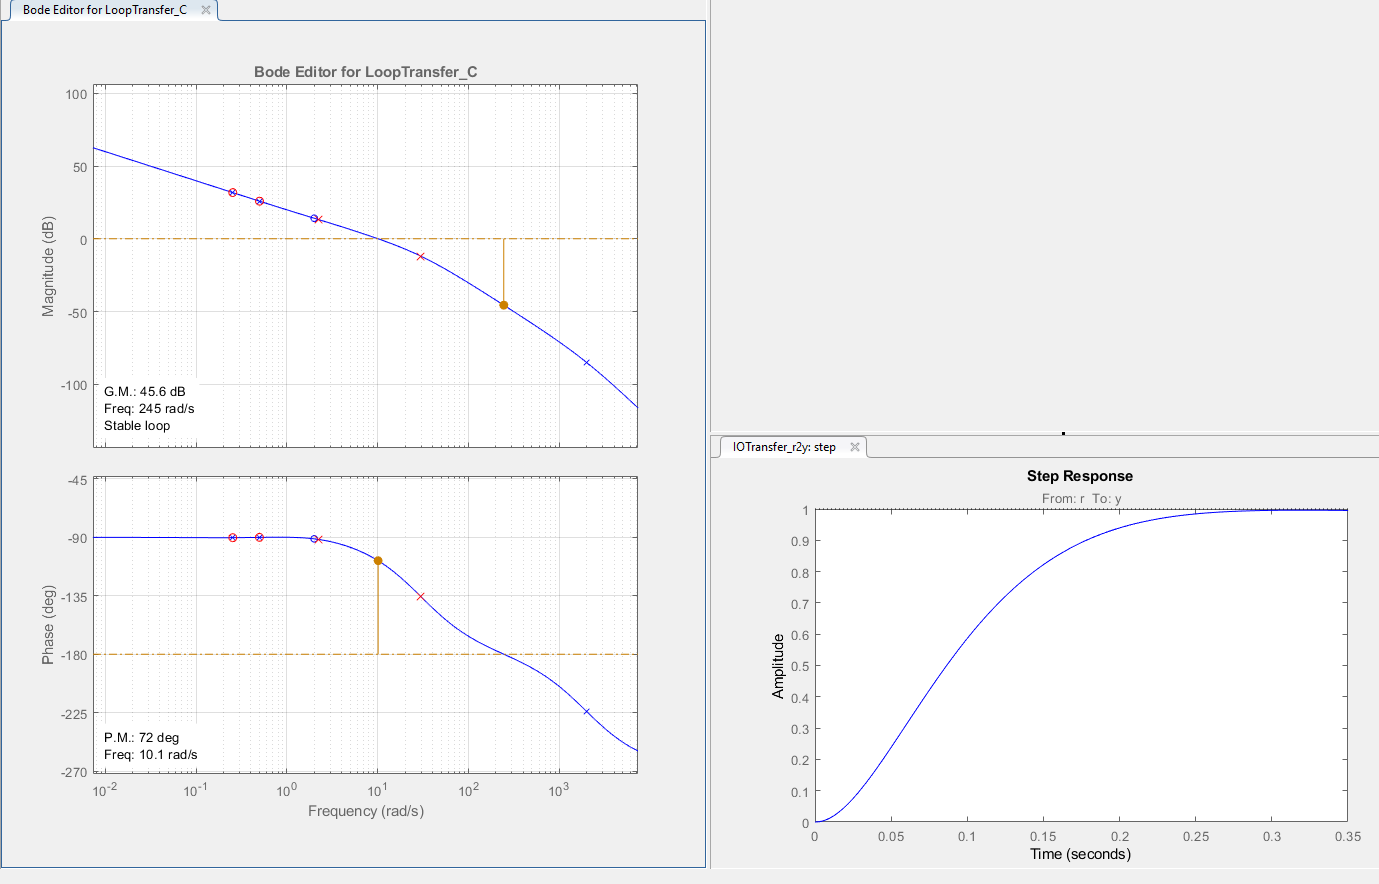 Bode Editor for LoopTransfer_C
Bode Editor for LoopTransfer_C
Magnitude (dB)
100
50
0
-50
-100
G.M.: 45.6 dB
Freq: 245 rad/s
Stable loop
Phase (deg)
-45
-90
-135
-180
-225
-270
P.M.: 72 deg
Freq: 10.1 rad/s
10^-2 10^-1 10^0 10^1 10^2 10^3
Frequency (rad/s)
IOTransfer_r2y: step
Step Response
From: r To: y
Amplitude
1
0.9
0.8
0.7
0.6
0.5
0.4
0.3
0.2
0.1
0
0 0.05 0.1 0.15 0.2 0.25 0.3 0.35
Time (seconds)